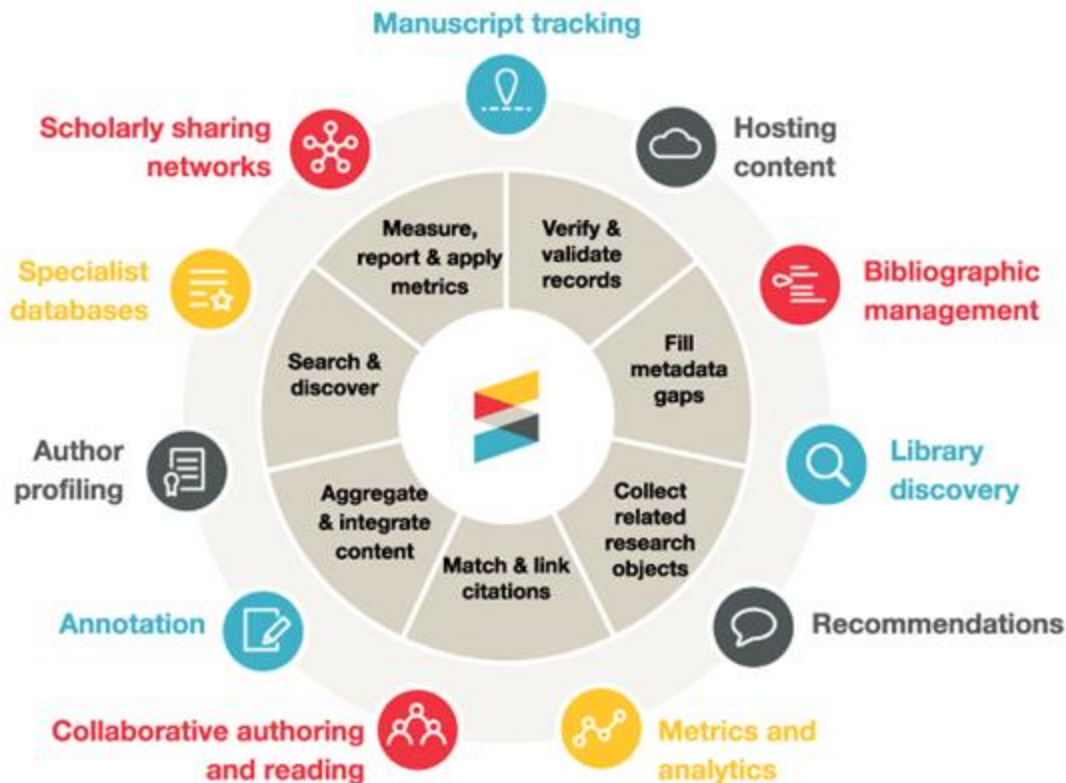 Manuscript tracking
Hosting
content
Bibliographic
management
Library
discovery
Recommendations
Metrics and
analytics
Collaborative authoring
and reading
Annotation
Author
profiling
Specialist
databases
Scholarly sharing
networks
Verify &
validate
records
Fill
metadata
gaps
Collect
related
research
objects
Match & link
citations
Aggregate
& integrate
content
Search &
discover
Measure,
report & apply
metrics